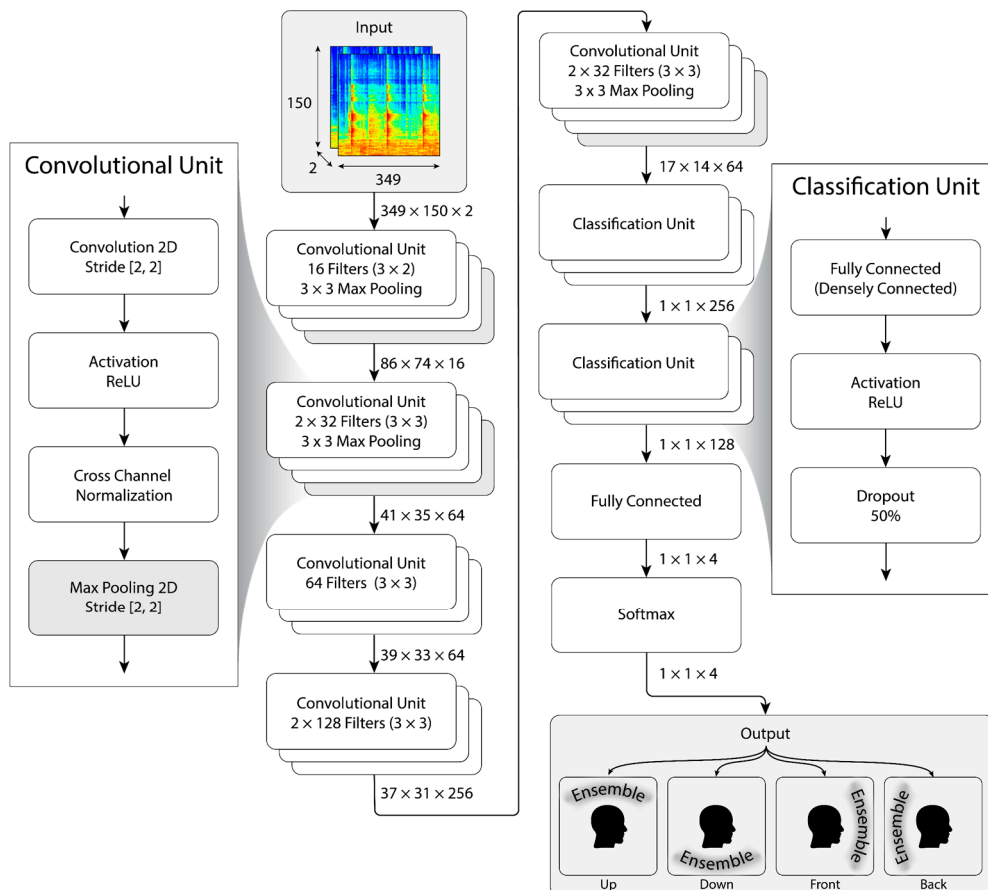 Input
150
2
349
349 × 150 × 2
Convolutional Unit
16 Filters (3 × 2)
3 × 3 Max Pooling
86 × 74 × 16
Convolutional Unit
2 × 32 Filters (3 × 3)
3 x 3 Max Pooling
41 × 35 × 64
Convolutional Unit
64 Filters (3 × 3)
39 × 33 × 64
Convolutional Unit
2 × 128 Filters (3 × 3)
37 × 31 × 256
Convolutional Unit
Convolution 2D
Stride [2, 2]
Activation
ReLU
Cross Channel
Normalization
Max Pooling 2D
Stride [2, 2]
Convolutional Unit
2 × 32 Filters (3 × 3)
3 x 3 Max Pooling
17 × 14 × 64
Classification Unit
1 × 1 × 256
Classification Unit
1 × 1 × 128
Fully Connected
1 × 1 × 4
Softmax
1 × 1 × 4
Classification Unit
Fully Connected
(Densely Connected)
Activation
ReLU
Dropout
50%
Output
Ensemble
Ensemble
Ensemble
Ensemble
Up
Down
Front
Back